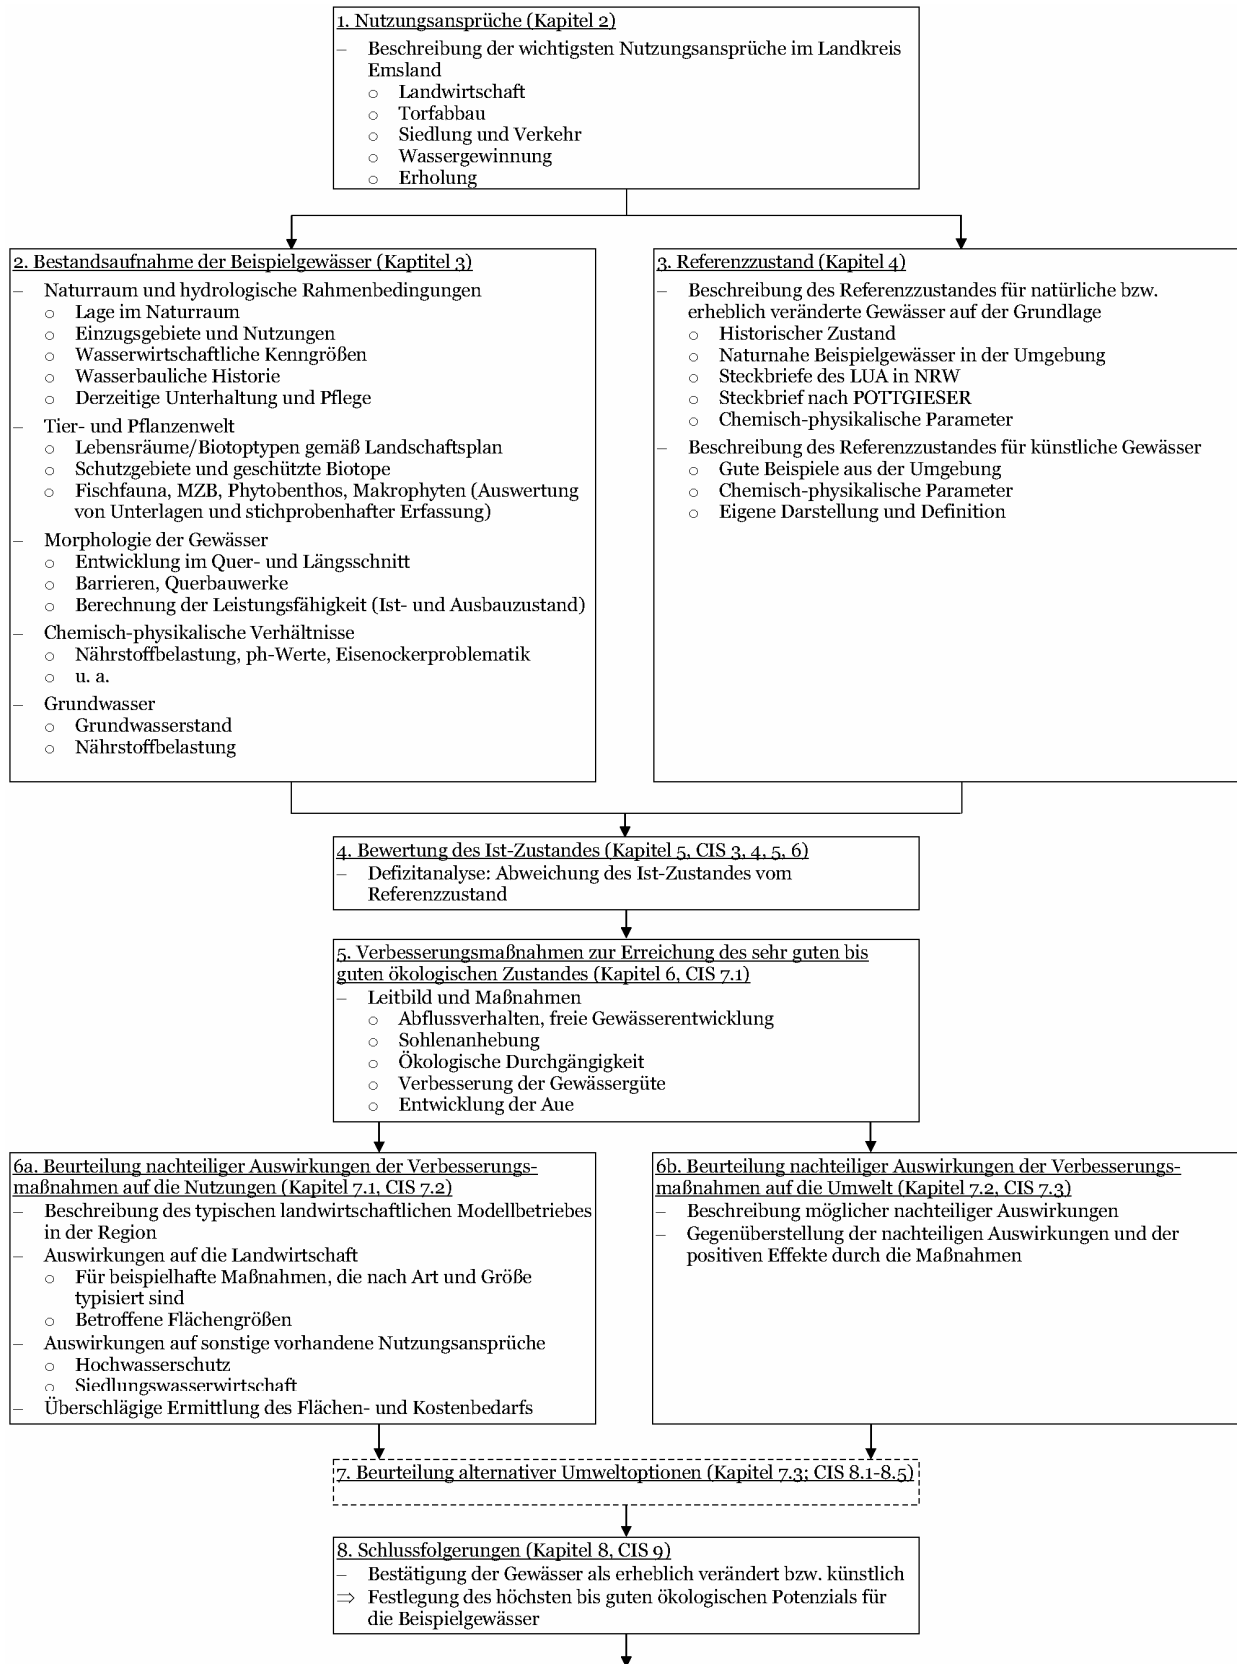 1. Nutzungsansprüche (Kapitel 2)
– Beschreibung der wichtigsten Nutzungsansprüche im Landkreis
Emsland
○ Landwirtschaft
○ Torfabbau
○ Siedlung und Verkehr
○ Wassergewinnung
○ Erholung
2. Bestandsaufnahme der Beispielgewässer (Kaptitel 3)
– Naturraum und hydrologische Rahmenbedingungen
○ Lage im Naturraum
○ Einzugsgebiete und Nutzungen
○ Wasserwirtschaftliche Kenngrößen
○ Wasserbauliche Historie
○ Derzeitige Unterhaltung und Pflege
– Tier- und Pflanzenwelt
○ Lebensräume/Biotoptypen gemäß Landschaftsplan
○ Schutzgebiete und geschützte Biotope
○ Fischfauna, MZB, Phytobenthos, Makrophyten (Auswertung
von Unterlagen und stichprobenhafter Erfassung)
– Morphologie der Gewässer
○ Entwicklung im Quer- und Längsschnitt
○ Barrieren, Querbauwerke
○ Berechnung der Leistungsfähigkeit (Ist- und Ausbauzustand)
– Chemisch-physikalische Verhältnisse
○ Nährstoffbelastung, ph-Werte, Eisenockerproblematik
○ u. a.
– Grundwasser
○ Grundwasserstand
○ Nährstoffbelastung
3. Referenzzustand (Kapitel 4)
– Beschreibung des Referenzzustandes für natürliche bzw.
erheblich veränderte Gewässer auf der Grundlage
○ Historischer Zustand
○ Naturnahe Beispielgewässer in der Umgebung
○ Steckbriefe des LUA in NRW
○ Steckbrief nach POTTGIESER
○ Chemisch-physikalische Parameter
– Beschreibung des Referenzzustandes für künstliche Gewässer
○ Gute Beispiele aus der Umgebung
○ Chemisch-physikalische Parameter
○ Eigene Darstellung und Definition
4. Bewertung des Ist-Zustandes (Kapitel 5, CIS 3, 4, 5, 6)
– Defizitanalyse: Abweichung des Ist-Zustandes vom
Referenzzustand
5. Verbesserungsmaßnahmen zur Erreichung des sehr guten bis
guten ökologischen Zustandes (Kapitel 6, CIS 7.1)
– Leitbild und Maßnahmen
○ Abflussverhalten, freie Gewässerentwicklung
○ Sohlenanhebung
○ Ökologische Durchgängigkeit
○ Verbesserung der Gewässergüte
○ Entwicklung der Aue
6a. Beurteilung nachteiliger Auswirkungen der Verbesserungs-
maßnahmen auf die Nutzungen (Kapitel 7.1, CIS 7.2)
– Beschreibung des typischen landwirtschaftlichen Modellbetriebes
in der Region
– Auswirkungen auf die Landwirtschaft
○ Für beispielhafte Maßnahmen, die nach Art und Größe
typisiert sind
○ Betroffene Flächengrößen
– Auswirkungen auf sonstige vorhandene Nutzungsansprüche
○ Hochwasserschutz
○ Siedlungswasserwirtschaft
– Überschlägige Ermittlung des Flächen- und Kostenbedarfs
6b. Beurteilung nachteiliger Auswirkungen der Verbesserungs-
maßnahmen auf die Umwelt (Kapitel 7.2, CIS 7.3)
– Beschreibung möglicher nachteiliger Auswirkungen
– Gegenüberstellung der nachteiligen Auswirkungen und der
positiven Effekte durch die Maßnahmen
7. Beurteilung alternativer Umweltoptionen (Kapitel 7.3; CIS 8.1-8.5)
8. Schlussfolgerungen (Kapitel 8, CIS 9)
– Bestätigung der Gewässer als erheblich verändert bzw. künstlich
⇒ Festlegung des höchsten bis guten ökologischen Potenzials für
die Beispielgewässer